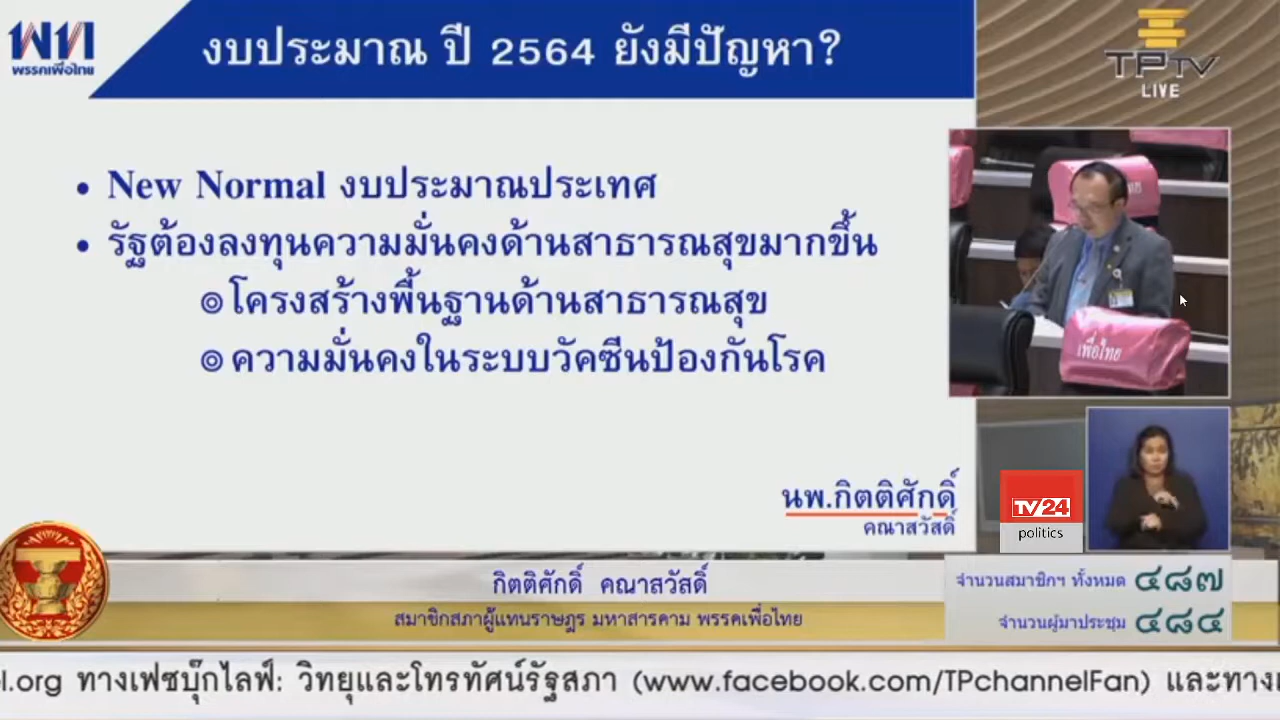 พท
พรรคเพื่อไทย
งบประมาณ ปี 2564 ยังมีปัญหา?
TPTV
LIVE
• New Normal งบประมาณประเทศ
• รัฐต้องลงทุนความมั่นคงด้านสาธารณสุขมากขึ้น
◎ โครงสร้างพื้นฐานด้านสาธารณสุข
◎ ความมั่นคงในระบบวัคซีนป้องกันโรค
เพื่อไทย
นพ.กิตติศักดิ์
คณาสวัสดิ์
TV24
politics
กิตติศักดิ์ คณาสวัสดิ์
สมาชิกสภาผู้แทนราษฎร มหาสารคาม พรรคเพื่อไทย
จำนวนสมาชิกฯ ทั้งหมด ๔๘๗
จำนวนผู้มาประชุม ๔๘๔
l.org ทางเฟซบุ๊กไลฟ์: วิทยุและโทรทัศน์รัฐสภา (www.facebook.com/TPchannelFan) และทาง